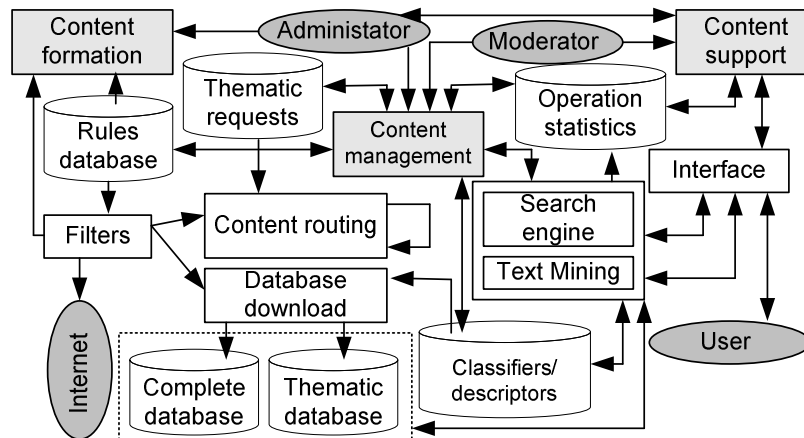 Content
formation
Administator
Moderator
Content
support
Thematic
requests
Operation
statistics
Rules
database
Content
management
Interface
Filters
Content routing
Search
engine
Text Mining
Database
download
Internet
Complete
database
Thematic
database
Classifiers/
descriptors
User